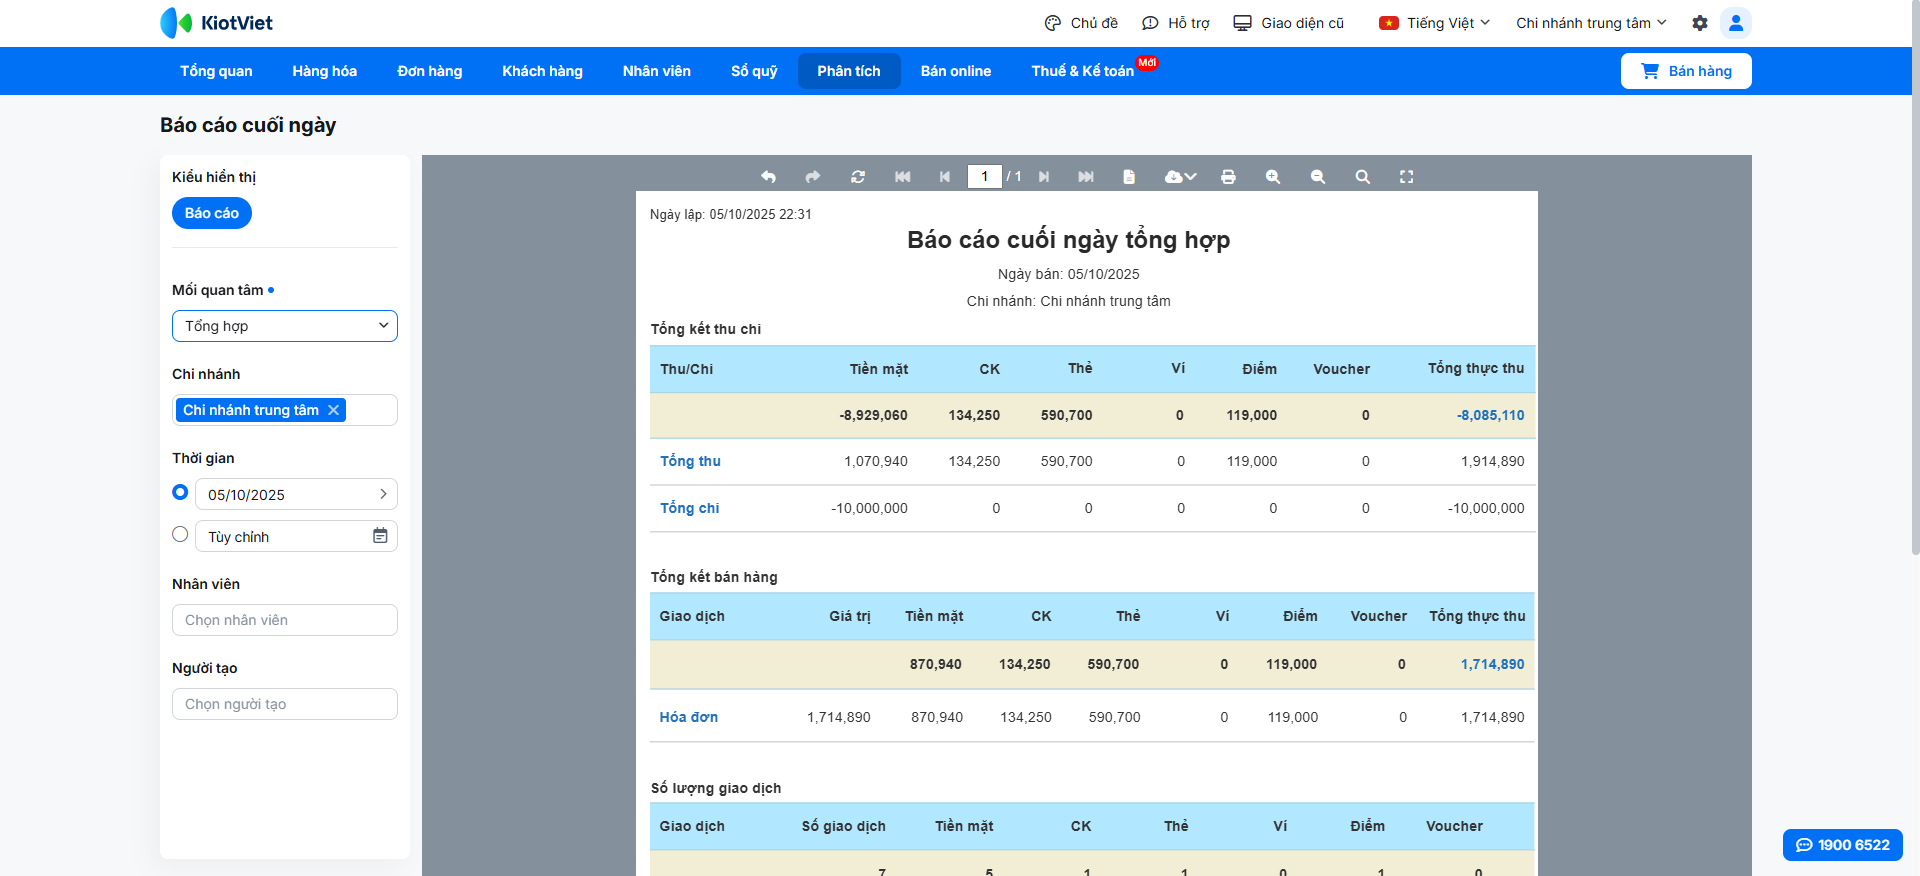 KiotViet
Chủ đề Hỗ trợ Giao diện cũ Tiếng Việt Chi nhánh trung tâm
Tổng quan Hàng hóa Đơn hàng Khách hàng Nhân viên Sổ quỹ Phân tích Bán online Thuế & Kế toán Mới Bán hàng
Báo cáo cuối ngày
Kiểu hiển thị
Báo cáo
Mối quan tâm
Tổng hợp
Chi nhánh
Chi nhánh trung tâm
Thời gian
05/10/2025
Tùy chỉnh
Nhân viên
Chọn nhân viên
Người tạo
Chọn người tạo
1 / 1
Ngày lập: 05/10/2025 22:31
Báo cáo cuối ngày tổng hợp
Ngày bán: 05/10/2025
Chi nhánh: Chi nhánh trung tâm
Tổng kết thu chi
Thu/Chi Tiền mặt CK Thẻ Ví Điểm Voucher Tổng thực thu
-8,929,060 134,250 590,700 0 119,000 0 -8,085,110
Tổng thu 1,070,940 134,250 590,700 0 119,000 0 1,914,890
Tổng chi -10,000,000 0 0 0 0 0 -10,000,000
Tổng kết bán hàng
Giao dịch Giá trị Tiền mặt CK Thẻ Ví Điểm Voucher Tổng thực thu
870,940 134,250 590,700 0 119,000 0 1,714,890
Hóa đơn 1,714,890 870,940 134,250 590,700 0 119,000 0 1,714,890
Số lượng giao dịch
Giao dịch Số giao dịch Tiền mặt CK Thẻ Ví Điểm Voucher
7 5 1 1 0 1 0
1900 6522